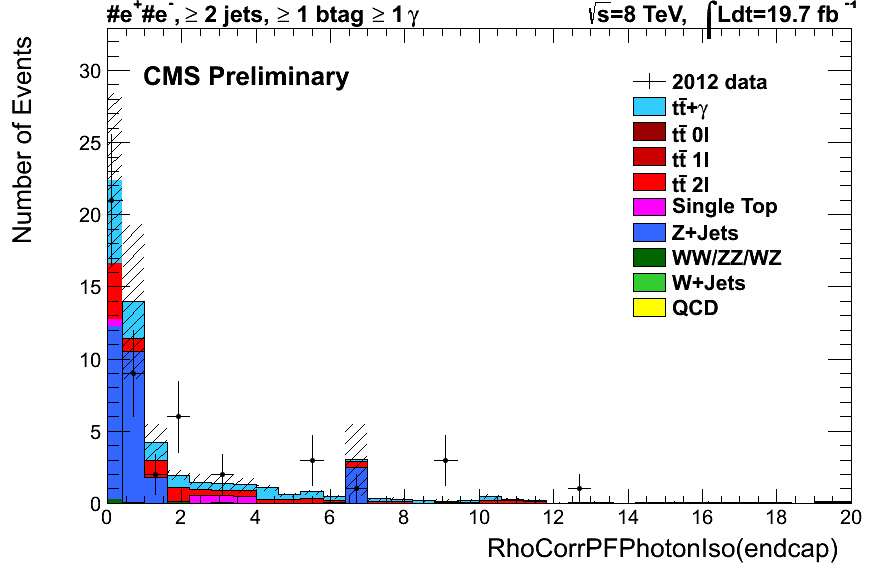 #e⁺#e⁻, ≥ 2 jets, ≥ 1 btag ≥ 1 γ √s=8 TeV, ∫Ldt=19.7 fb⁻¹
CMS Preliminary
2012 data
tt̄+γ
tt̄ 0l
tt̄ 1l
tt̄ 2l
Single Top
Z+Jets
WW/ZZ/WZ
W+Jets
QCD
Number of Events
30
25
20
15
10
5
0
0 2 4 6 8 10 12 14 16 18 20
RhoCorrPFPhotonIso(endcap)